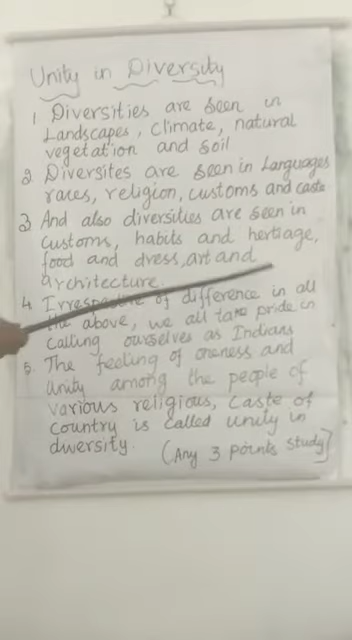 Unity in Diversity
1 Diversities are seen in
Landscapes, climate, natural
vegetation and soil
2. Diversites are seen in Languages
races, religion, customs and caste
3 And also diversities are seen in
customs, habits and hertiage,
food and dress, art and
architecture.
4. Irrespective of difference in all
the above, we all take pride in
calling ourselves as Indians
5. The feeling of oneness and
Unity among the people of
various religious, caste of
country is called unity in
diversity.
(Any 3 points Study)